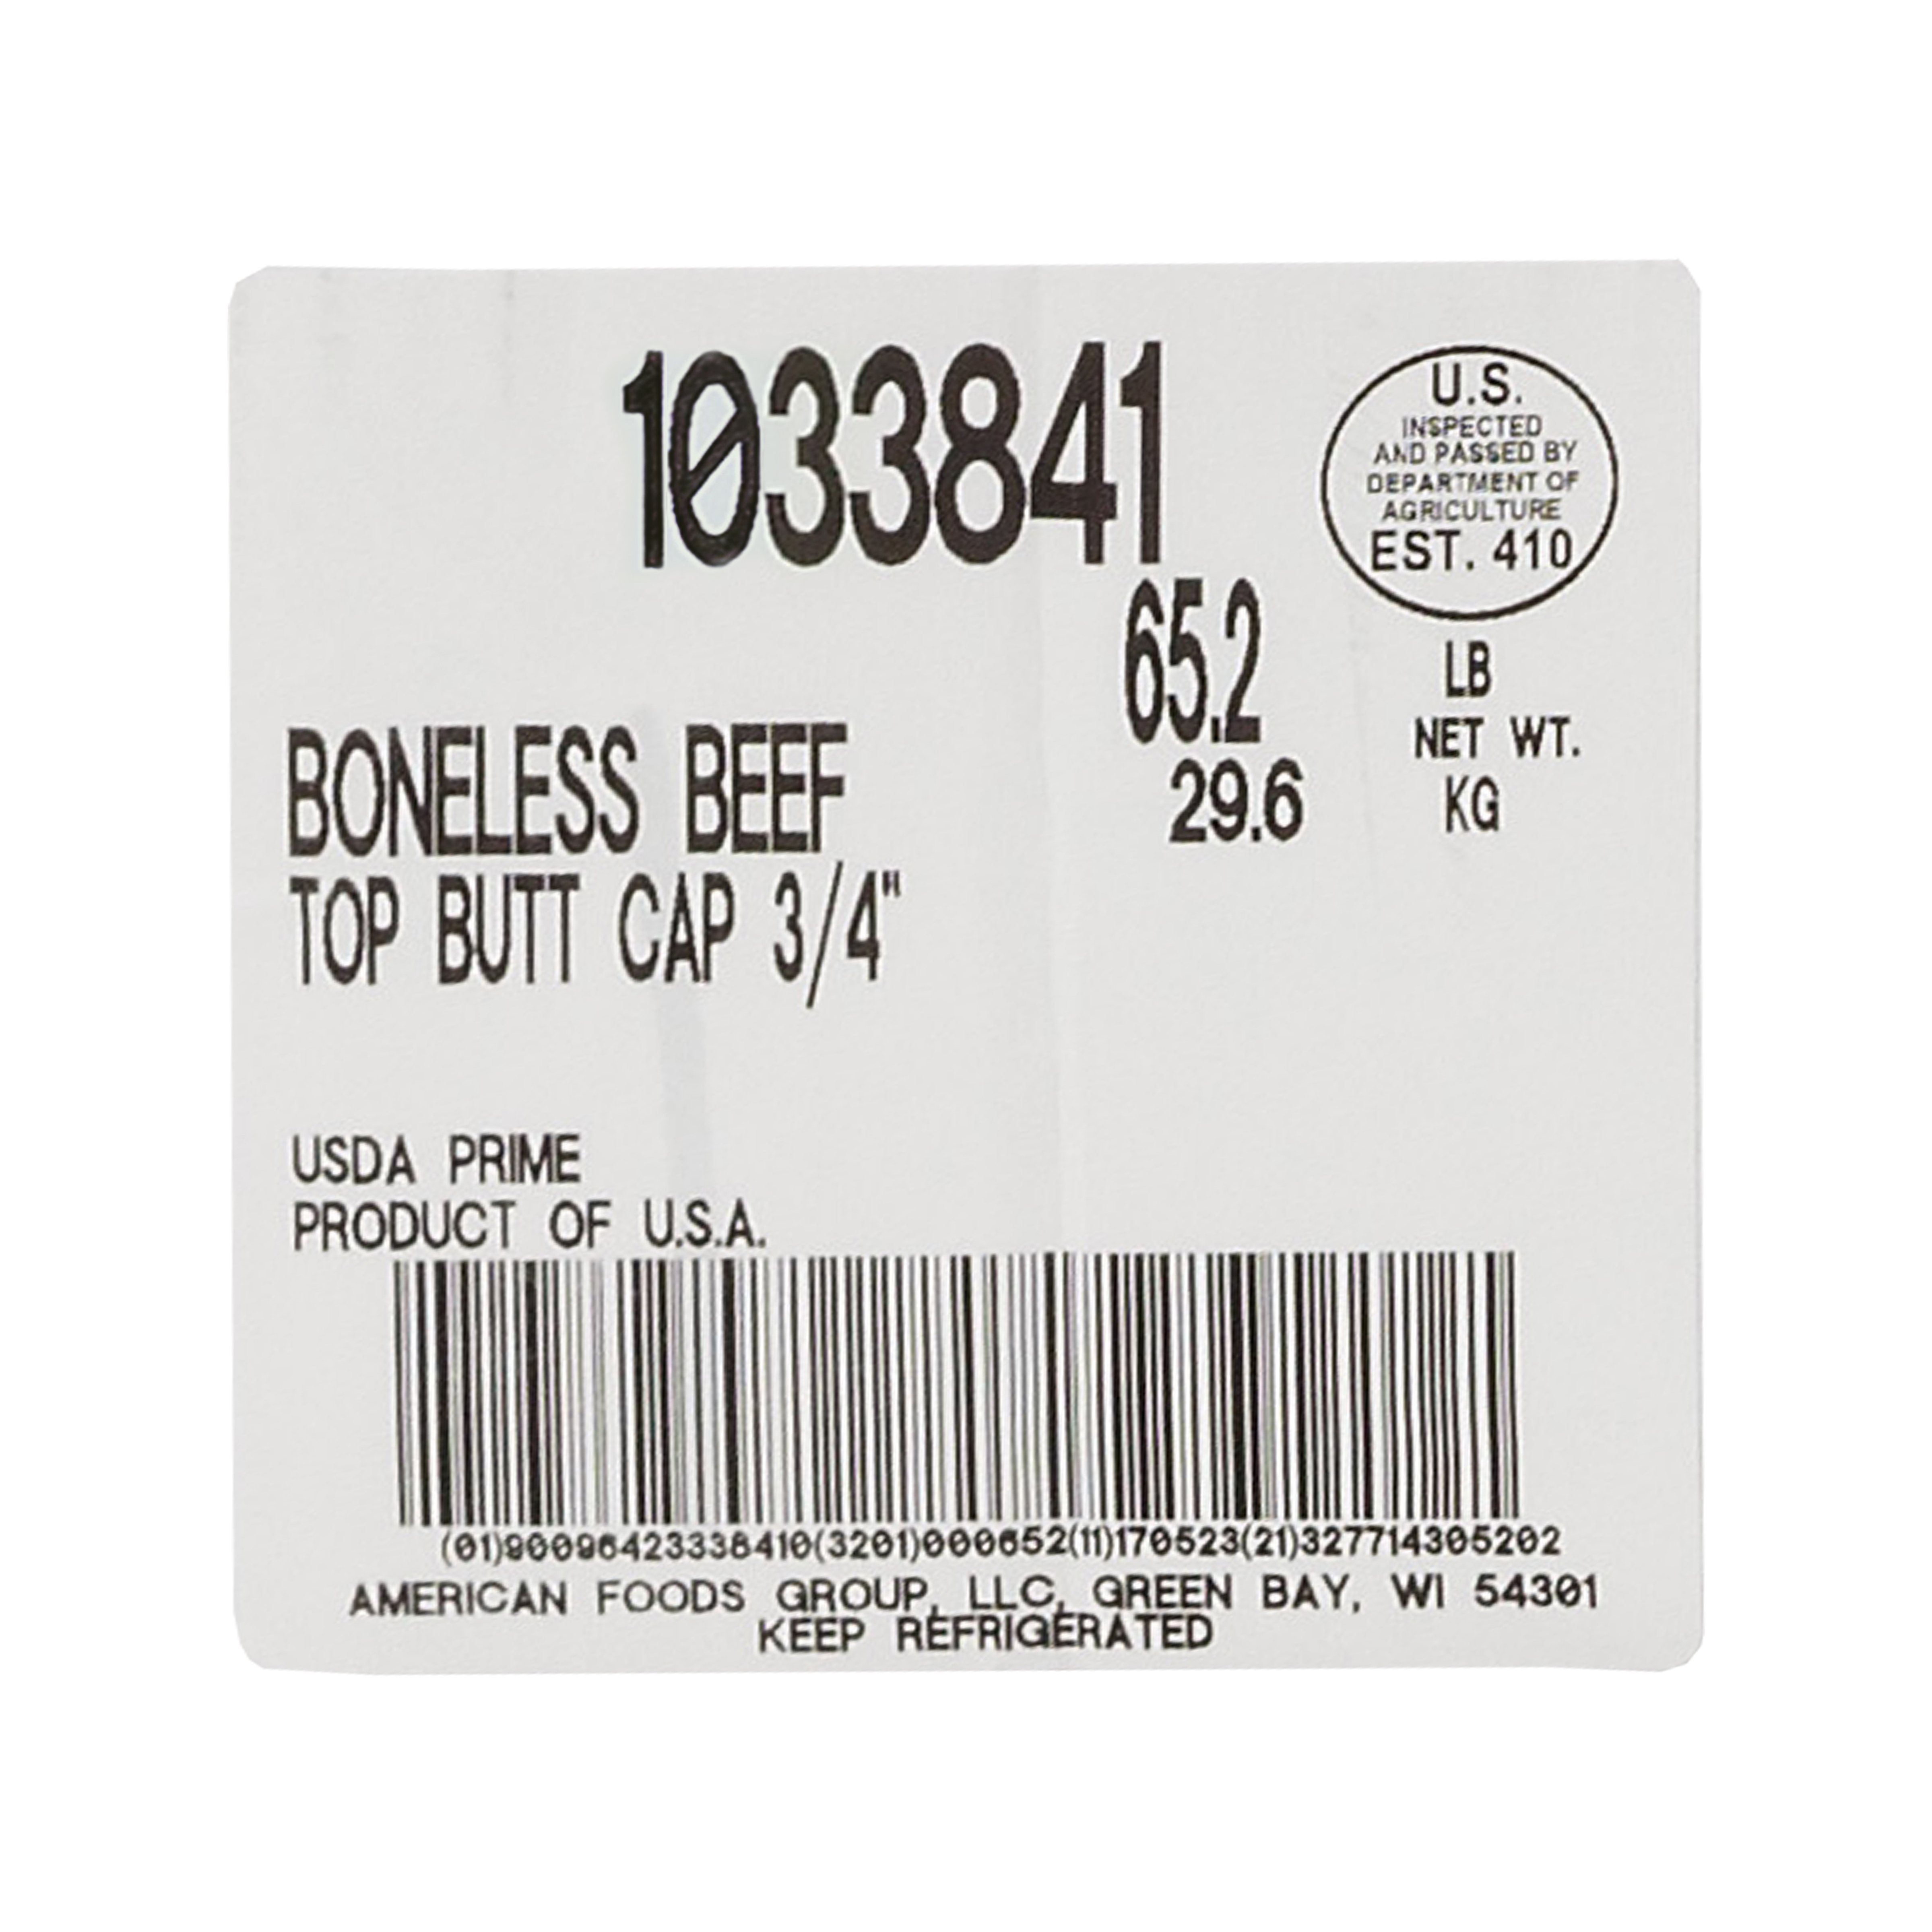 1033841
U.S.
INSPECTED
AND PASSED BY
DEPARTMENT OF
AGRICULTURE
EST. 410
65.2 LB
NET WT.
29.6 KG
BONELESS BEEF
TOP BUTT CAP 3/4"
USDA PRIME
PRODUCT OF U.S.A.
(01)90096423338410(3201)000652(11)170523(21)327714305202
AMERICAN FOODS GROUP, LLC, GREEN BAY, WI 54301
KEEP REFRIGERATED